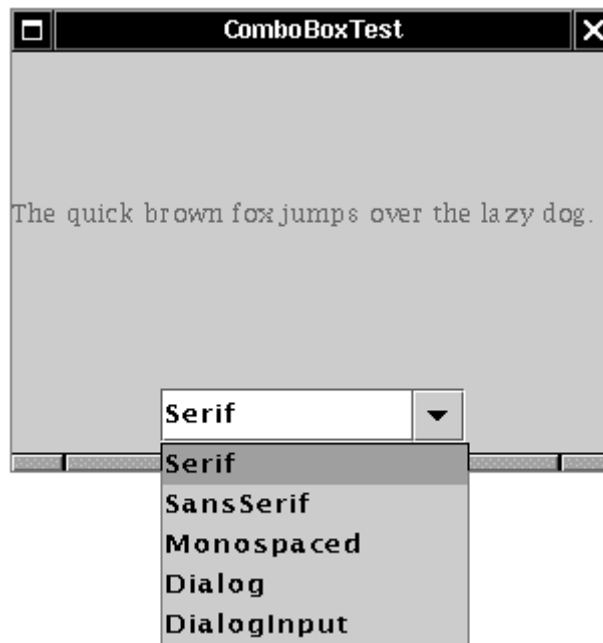 ComboBoxTest
The quick brown fox jumps over the lazy dog.
Serif
Serif
SansSerif
Monospaced
Dialog
DialogInput